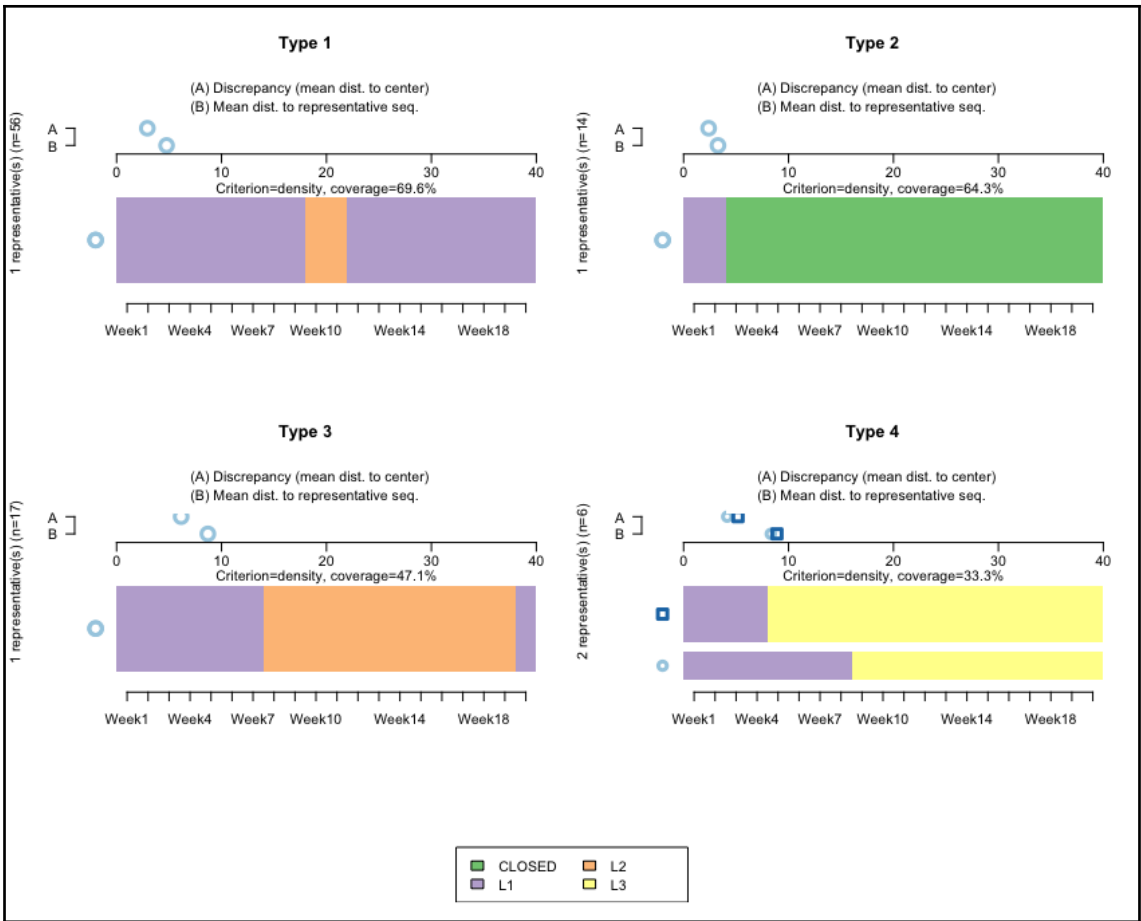 Type 1
(A) Discrepancy (mean dist. to center)
(B) Mean dist. to representative seq.
1 representative(s) (n=56)
A
B
0 10 20 30 40
Criterion=density, coverage=69.6%
Week1 Week4 Week7 Week10 Week14 Week18
Type 2
(A) Discrepancy (mean dist. to center)
(B) Mean dist. to representative seq.
1 representative(s) (n=14)
A
B
0 10 20 30 40
Criterion=density, coverage=64.3%
Week1 Week4 Week7 Week10 Week14 Week18
Type 3
(A) Discrepancy (mean dist. to center)
(B) Mean dist. to representative seq.
1 representative(s) (n=17)
A
B
0 10 20 30 40
Criterion=density, coverage=47.1%
Week1 Week4 Week7 Week10 Week14 Week18
Type 4
(A) Discrepancy (mean dist. to center)
(B) Mean dist. to representative seq.
2 representative(s) (n=6)
A
B
0 10 20 30 40
Criterion=density, coverage=33.3%
Week1 Week4 Week7 Week10 Week14 Week18
CLOSED L2
L1 L3